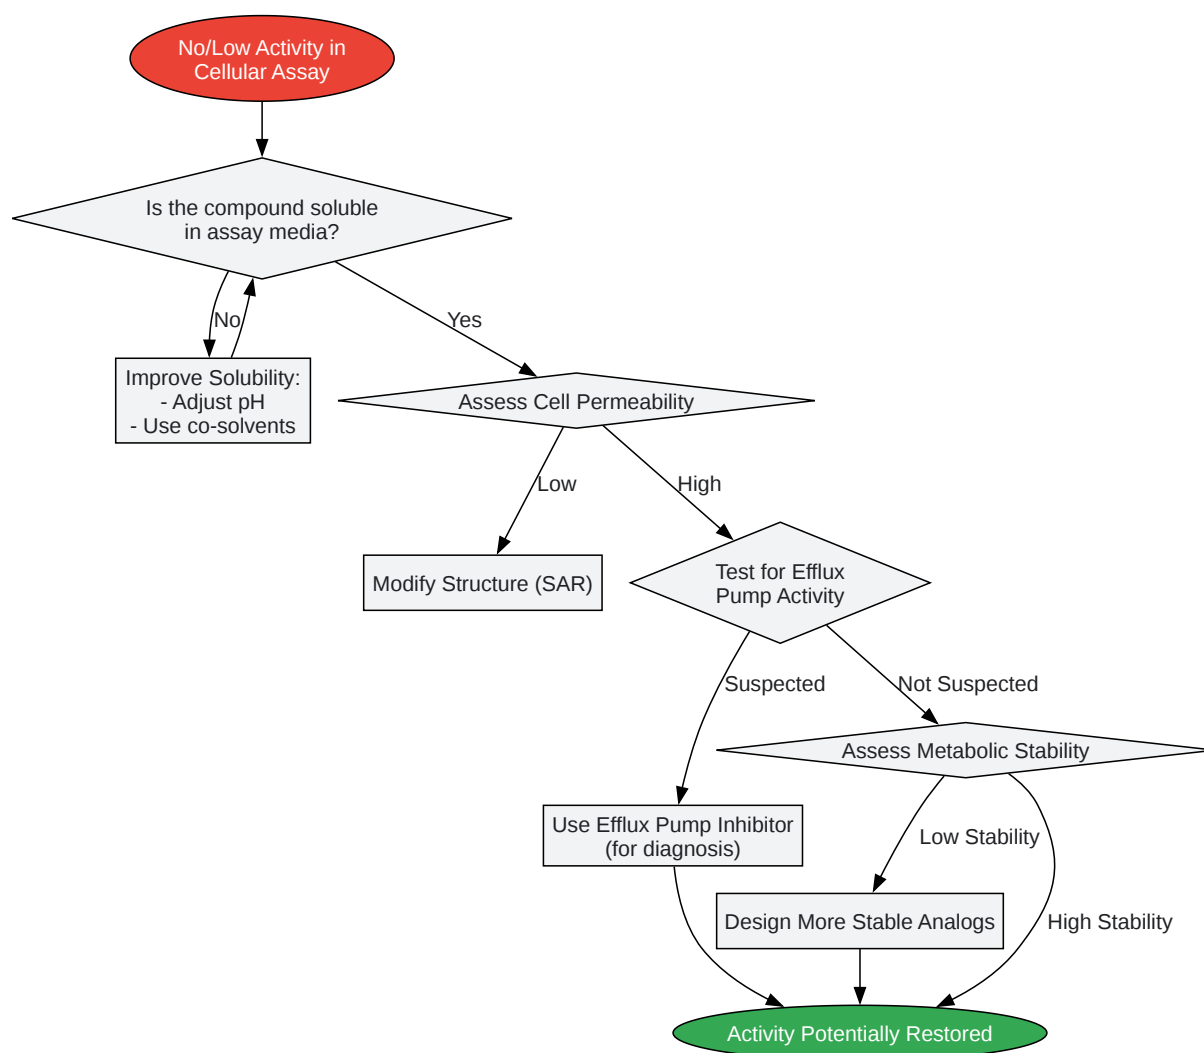 No/Low Activity in
Cellular Assay
Is the compound soluble
in assay media?
No
Yes
Improve Solubility:
- Adjust pH
- Use co-solvents
Assess Cell Permeability
Low
High
Modify Structure (SAR)
Test for Efflux
Pump Activity
Suspected
Not Suspected
Assess Metabolic Stability
Use Efflux Pump Inhibitor
(for diagnosis)
Low Stability
Design More Stable Analogs
High Stability
Activity Potentially Restored